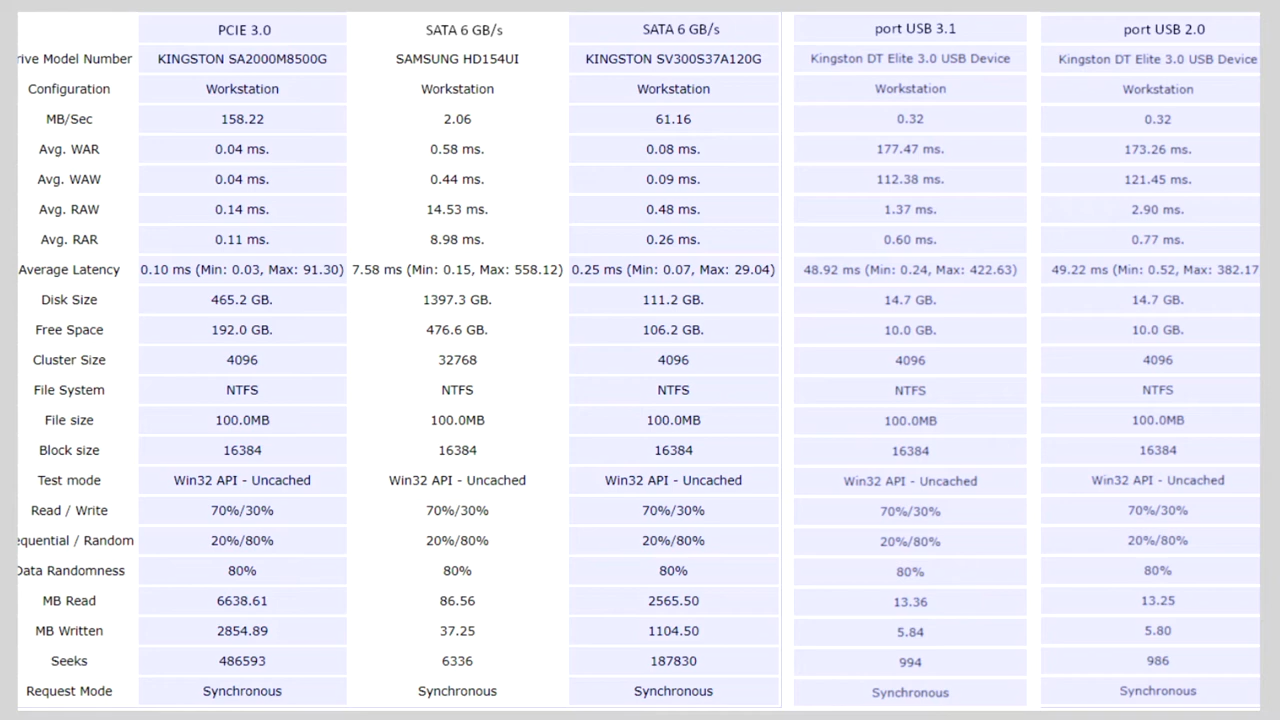 PCIE 3.0 SATA 6 GB/s SATA 6 GB/s port USB 3.1 port USB 2.0
rive Model Number KINGSTON SA2000M8500G SAMSUNG HD154UI KINGSTON SV300S37A120G Kingston DT Elite 3.0 USB Device Kingston DT Elite 3.0 USB Device
Configuration Workstation Workstation Workstation Workstation Workstation
MB/Sec 158.22 2.06 61.16 0.32 0.32
Avg. WAR 0.04 ms. 0.58 ms. 0.08 ms. 177.47 ms. 173.26 ms.
Avg. WAW 0.04 ms. 0.44 ms. 0.09 ms. 112.38 ms. 121.45 ms.
Avg. RAW 0.14 ms. 14.53 ms. 0.48 ms. 1.37 ms. 2.90 ms.
Avg. RAR 0.11 ms. 8.98 ms. 0.26 ms. 0.60 ms. 0.77 ms.
Average Latency 0.10 ms (Min: 0.03, Max: 91.30) 7.58 ms (Min: 0.15, Max: 558.12) 0.25 ms (Min: 0.07, Max: 29.04) 48.92 ms (Min: 0.24, Max: 422.63) 49.22 ms (Min: 0.52, Max: 382.17
Disk Size 465.2 GB. 1397.3 GB. 111.2 GB. 14.7 GB. 14.7 GB.
Free Space 192.0 GB. 476.6 GB. 106.2 GB. 10.0 GB. 10.0 GB.
Cluster Size 4096 32768 4096 4096 4096
File System NTFS NTFS NTFS NTFS NTFS
File size 100.0MB 100.0MB 100.0MB 100.0MB 100.0MB
Block size 16384 16384 16384 16384 16384
Test mode Win32 API - Uncached Win32 API - Uncached Win32 API - Uncached Win32 API - Uncached Win32 API - Uncached
Read / Write 70%/30% 70%/30% 70%/30% 70%/30% 70%/30%
equential / Random 20%/80% 20%/80% 20%/80% 20%/80% 20%/80%
Data Randomness 80% 80% 80% 80% 80%
MB Read 6638.61 86.56 2565.50 13.36 13.25
MB Written 2854.89 37.25 1104.50 5.84 5.80
Seeks 486593 6336 187830 994 986
Request Mode Synchronous Synchronous Synchronous Synchronous Synchronous